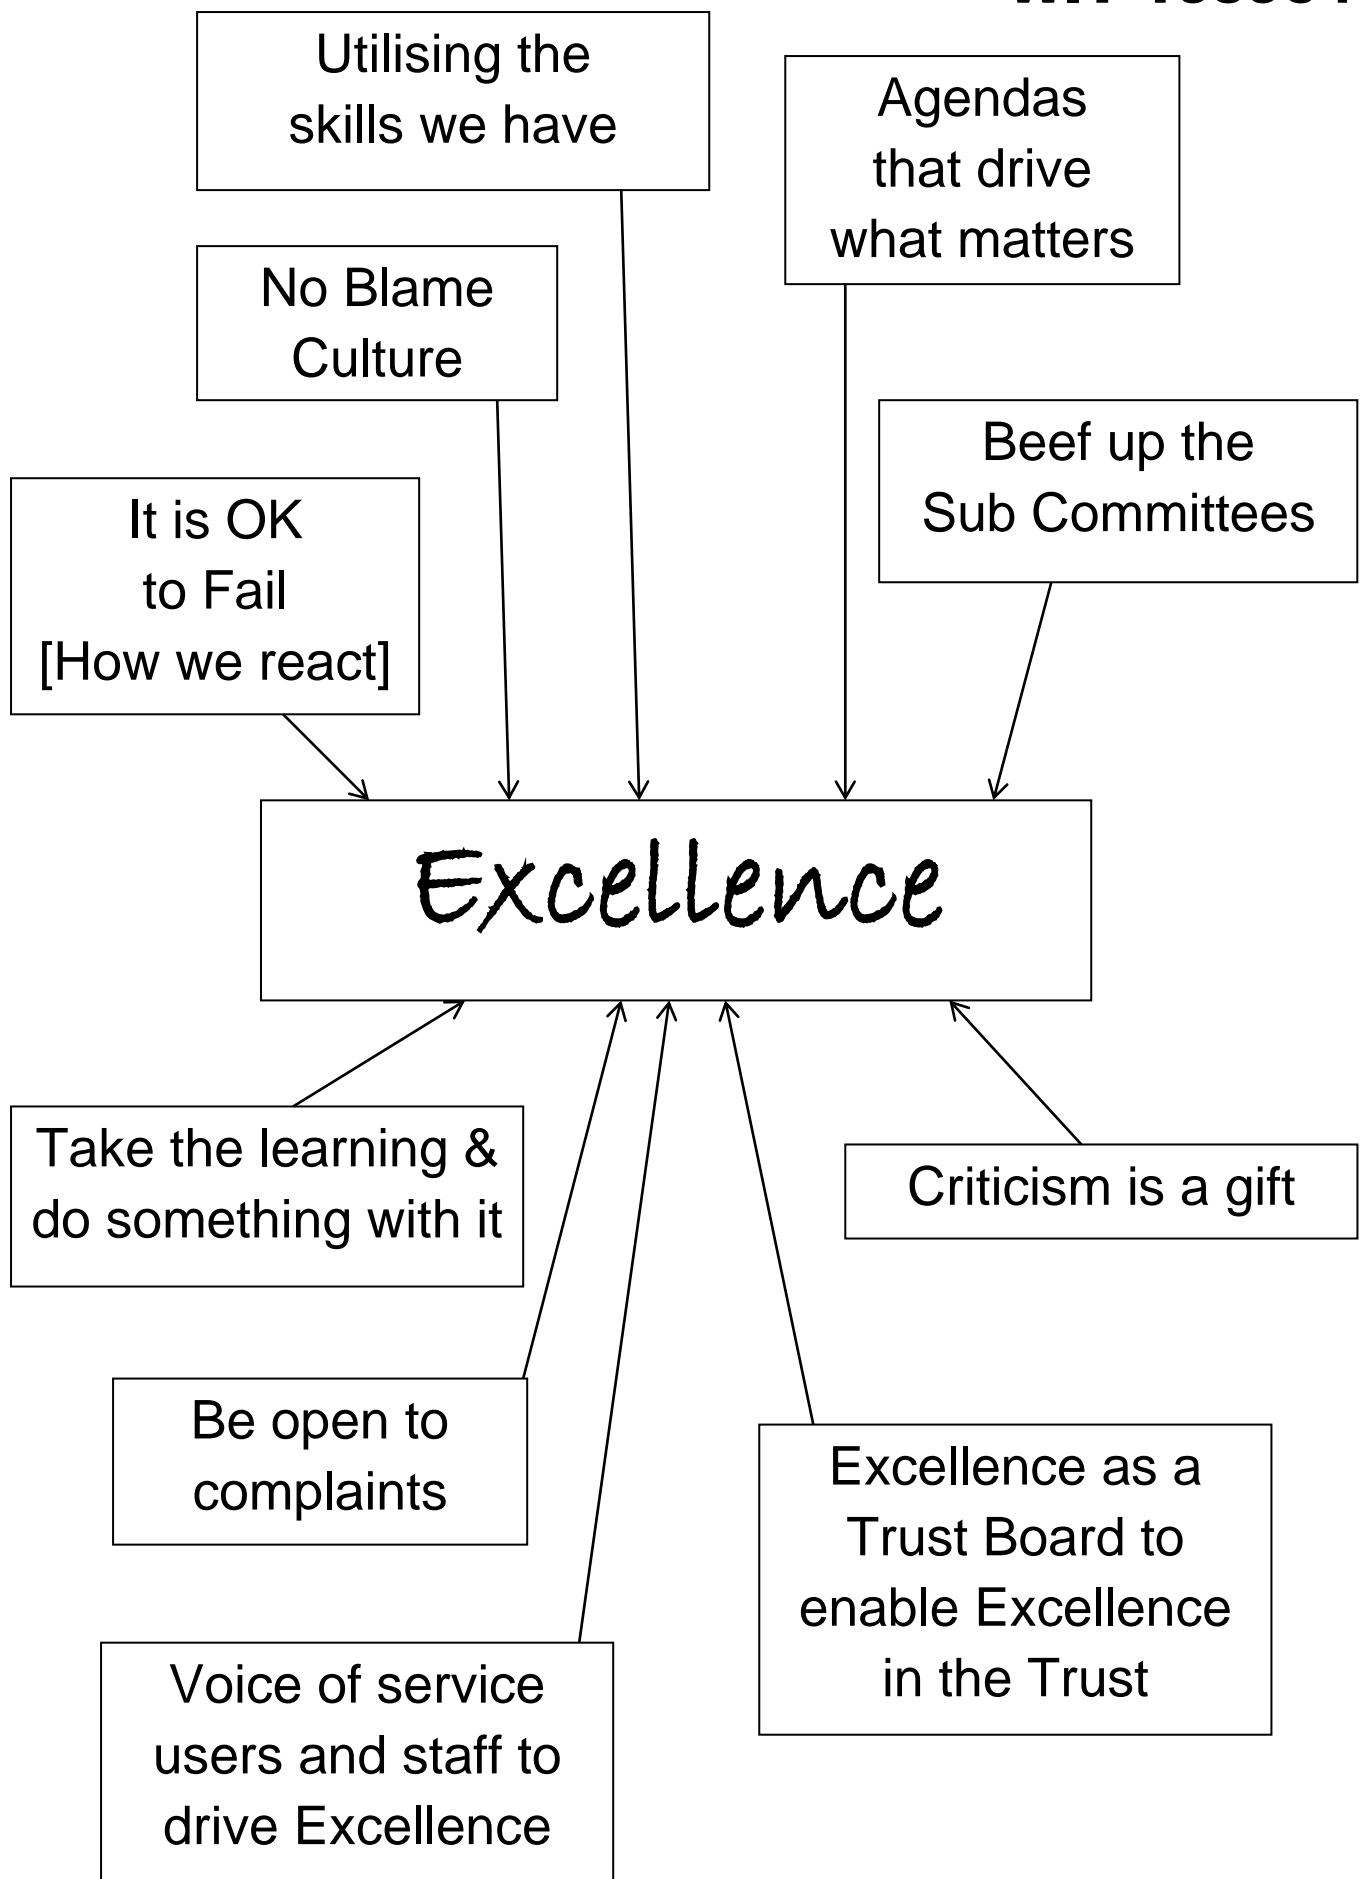 Utilising the
skills we have
Agendas
that drive
what matters
No Blame
Culture
Beef up the
Sub Committees
It is OK
to Fail
[How we react]
Excellence
Take the learning &
do something with it
Criticism is a gift
Be open to
complaints
Excellence as a
Trust Board to
enable Excellence
in the Trust
Voice of service
users and staff to
drive Excellence